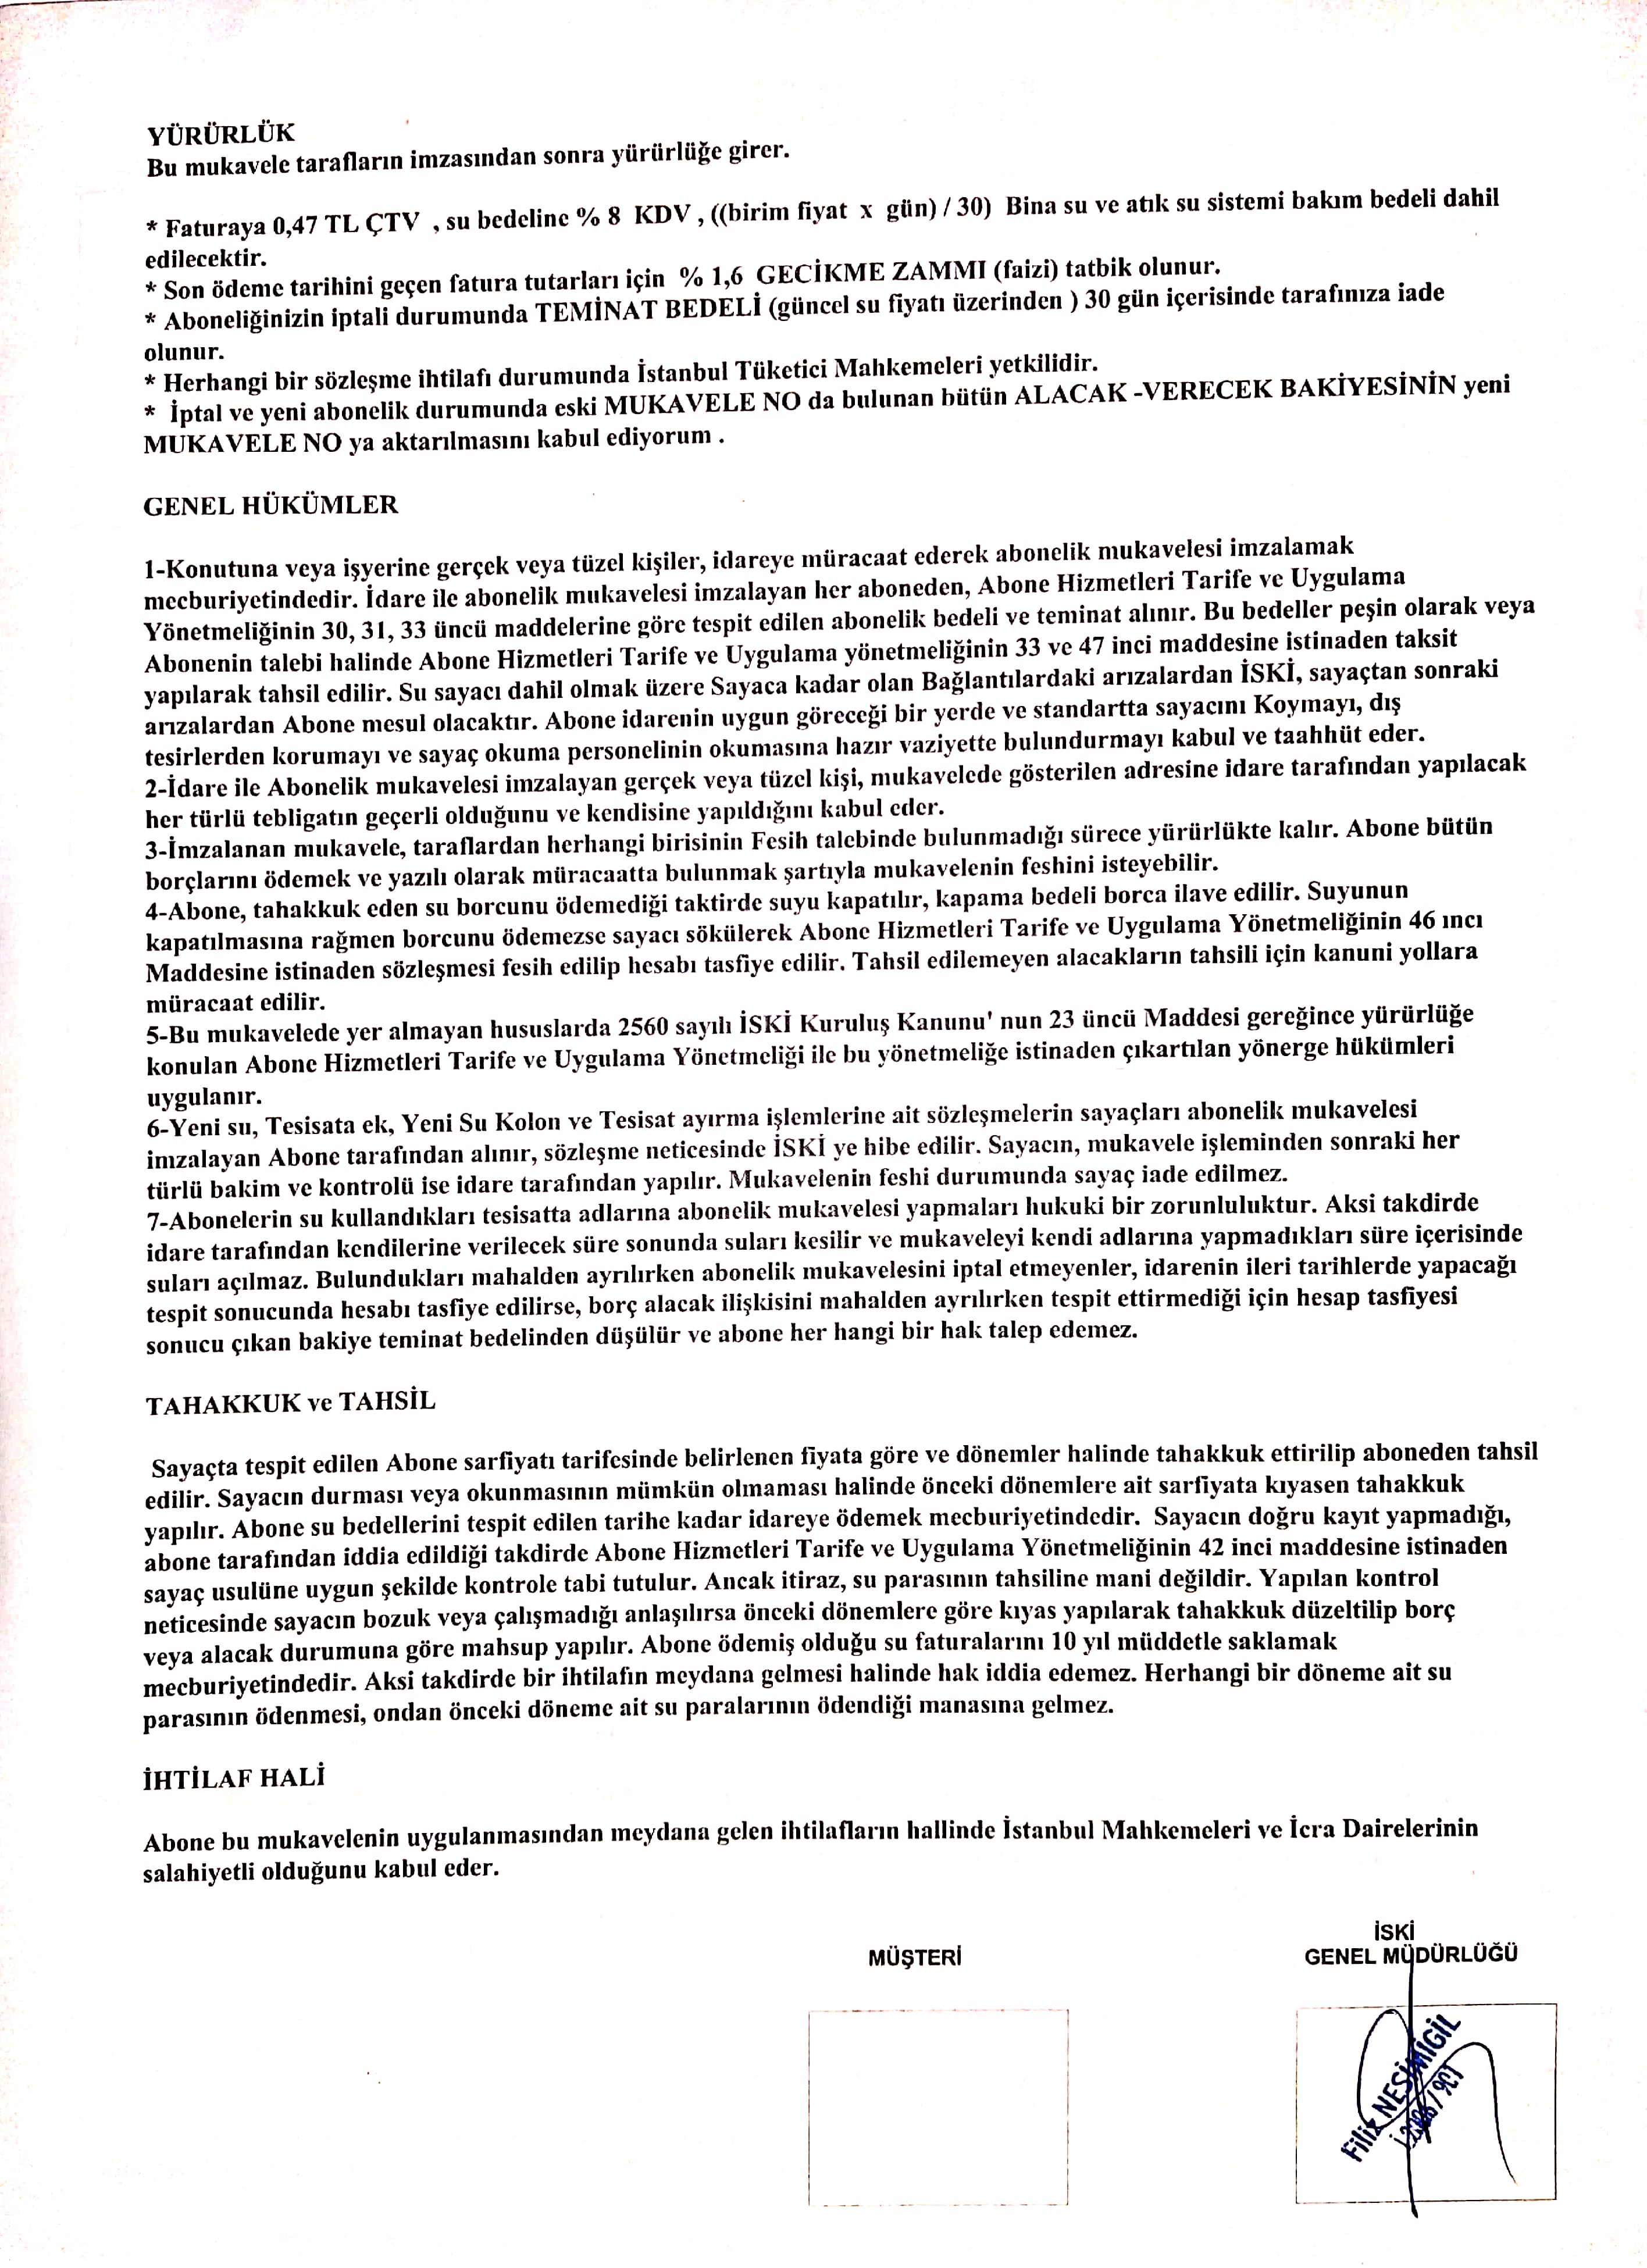 YÜRÜRLÜK
Bu mukavele tarafların imzasından sonra yürürlüğe girer.
* Faturaya 0,47 TL ÇTV , su bedeline % 8 KDV , ((birim fiyat x gün) / 30) Bina su ve atık su sistemi bakım bedeli dahil
edilecektir.
* Son ödeme tarihini geçen fatura tutarları için % 1,6 GECİKME ZAMMI (faizi) tatbik olunur.
* Aboneliğinizin iptali durumunda TEMİNAT BEDELİ (güncel su fiyatı üzerinden ) 30 gün içerisinde tarafınıza iade
olunur.
* Herhangi bir sözleşme ihtilafı durumunda İstanbul Tüketici Mahkemeleri yetkilidir.
* İptal ve yeni abonelik durumunda eski MUKAVELE NO da bulunan bütün ALACAK -VERECEK BAKİYESİNİN yeni
MUKAVELE NO ya aktarılmasını kabul ediyorum .
GENEL HÜKÜMLER
1-Konutuna veya işyerine gerçek veya tüzel kişiler, idareye müracaat ederek abonelik mukavelesi imzalamak
mecburiyetindedir. İdare ile abonelik mukavelesi imzalayan her aboneden, Abone Hizmetleri Tarife ve Uygulama
Yönetmeliğinin 30, 31, 33 üncü maddelerine göre tespit edilen abonelik bedeli ve teminat alınır. Bu bedeller peşin olarak veya
Abonenin talebi halinde Abone Hizmetleri Tarife ve Uygulama yönetmeliğinin 33 ve 47 inci maddesine istinaden taksit
yapılarak tahsil edilir. Su sayacı dahil olmak üzere Sayaca kadar olan Bağlantılardaki arızalardan İSKİ, sayaçtan sonraki
arızalardan Abone mesul olacaktır. Abone idarenin uygun göreceği bir yerde ve standartta sayacını Koymayı, dış
tesirlerden korumayı ve sayaç okuma personelinin okumasına hazır vaziyette bulundurmayı kabul ve taahhüt eder.
2-İdare ile Abonelik mukavelesi imzalayan gerçek veya tüzel kişi, mukavelede gösterilen adresine idare tarafından yapılacak
her türlü tebligatın geçerli olduğunu ve kendisine yapıldığını kabul eder.
3-İmzalanan mukavele, taraflardan herhangi birisinin Fesih talebinde bulunmadığı sürece yürürlükte kalır. Abone bütün
borçlarını ödemek ve yazılı olarak müracaatta bulunmak şartıyla mukavelenin feshini isteyebilir.
4-Abone, tahakkuk eden su borcunu ödemediği taktirde suyu kapatılır, kapama bedeli borca ilave edilir. Suyunun
kapatılmasına rağmen borcunu ödemezse sayacı sökülerek Abone Hizmetleri Tarife ve Uygulama Yönetmeliğinin 46 ıncı
Maddesine istinaden sözleşmesi fesih edilip hesabı tasfiye edilir. Tahsil edilemeyen alacakların tahsili için kanuni yollara
müracaat edilir.
5-Bu mukavelede yer almayan hususlarda 2560 sayılı İSKİ Kuruluş Kanunu' nun 23 üncü Maddesi gereğince yürürlüğe
konulan Abone Hizmetleri Tarife ve Uygulama Yönetmeliği ile bu yönetmeliğe istinaden çıkartılan yönerge hükümleri
uygulanır.
6-Yeni su, Tesisata ek, Yeni Su Kolon ve Tesisat ayırma işlemlerine ait sözleşmelerin sayaçları abonelik mukavelesi
imzalayan Abone tarafından alınır, sözleşme neticesinde İSKİ ye hibe edilir. Sayacın, mukavele işleminden sonraki her
türlü bakim ve kontrolü ise idare tarafından yapılır. Mukavelenin feshi durumunda sayaç iade edilmez.
7-Abonelerin su kullandıkları tesisatta adlarına abonelik mukavelesi yapmaları hukuki bir zorunluluktur. Aksi takdirde
idare tarafından kendilerine verilecek süre sonunda suları kesilir ve mukaveleyi kendi adlarına yapmadıkları süre içerisinde
suları açılmaz. Bulundukları mahalden ayrılırken abonelik mukavelesini iptal etmeyenler, idarenin ileri tarihlerde yapacağı
tespit sonucunda hesabı tasfiye edilirse, borç alacak ilişkisini mahalden ayrılırken tespit ettirmediği için hesap tasfiyesi
sonucu çıkan bakiye teminat bedelinden düşülür ve abone her hangi bir hak talep edemez.
TAHAKKUK ve TAHSİL
Sayaçta tespit edilen Abone sarfiyatı tarifesinde belirlenen fiyata göre ve dönemler halinde tahakkuk ettirilip aboneden tahsil
edilir. Sayacın durması veya okunmasının mümkün olmaması halinde önceki dönemlere ait sarfiyata kıyasen tahakkuk
yapılır. Abone su bedellerini tespit edilen tarihe kadar idareye ödemek mecburiyetindedir. Sayacın doğru kayıt yapmadığı,
abone tarafından iddia edildiği takdirde Abone Hizmetleri Tarife ve Uygulama Yönetmeliğinin 42 inci maddesine istinaden
sayaç usulüne uygun şekilde kontrole tabi tutulur. Ancak itiraz, su parasının tahsiline mani değildir. Yapılan kontrol
neticesinde sayacın bozuk veya çalışmadığı anlaşılırsa önceki dönemlere göre kıyas yapılarak tahakkuk düzeltilip borç
veya alacak durumuna göre mahsup yapılır. Abone ödemiş olduğu su faturalarını 10 yıl müddetle saklamak
mecburiyetindedir. Aksi takdirde bir ihtilafın meydana gelmesi halinde hak iddia edemez. Herhangi bir döneme ait su
parasının ödenmesi, ondan önceki döneme ait su paralarının ödendiği manasına gelmez.
İHTİLAF HALİ
Abone bu mukavelenin uygulanmasından meydana gelen ihtilafların hallinde İstanbul Mahkemeleri ve İcra Dairelerinin
salahiyetli olduğunu kabul eder.
MÜŞTERİ
İSKİ
GENEL MÜDÜRLÜĞÜ
Filiz NESİMİGİL